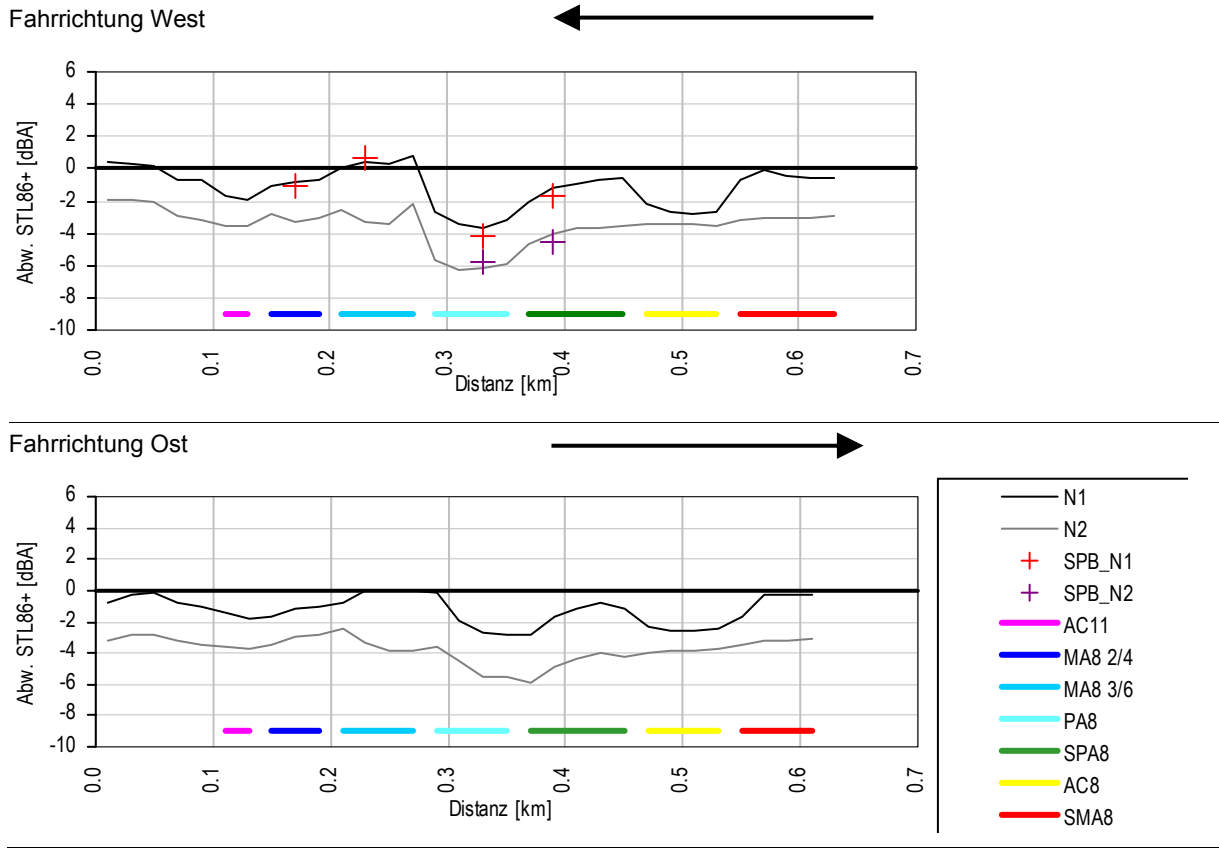 Fahrrichtung West
Abw. STL86+ [dBA]
6
4
2
0
-2
-4
-6
-8
-10
0.0 0.1 0.2 0.3 0.4 0.5 0.6 0.7
Distanz [km]
Fahrrichtung Ost
Abw. STL86+ [dBA]
6
4
2
0
-2
-4
-6
-8
-10
0.0 0.1 0.2 0.3 0.4 0.5 0.6 0.7
Distanz [km]
N1
N2
SPB_N1
SPB_N2
AC11
MA8 2/4
MA8 3/6
PA8
SPA8
AC8
SMA8